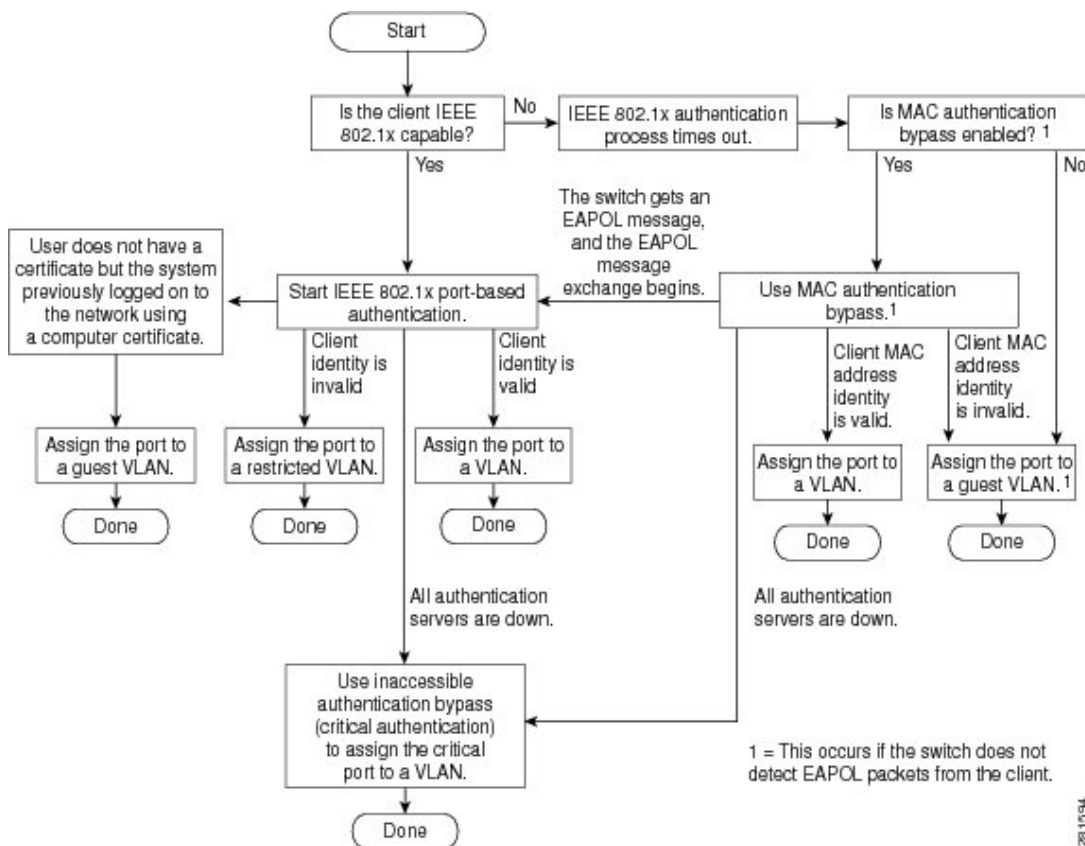 Start
Is the client IEEE
802.1x capable?
No
IEEE 802.1x authentication
process times out.
Is MAC authentication
bypass enabled? 1
Yes
Yes
No
The switch gets an
EAPOL message,
and the EAPOL
message
exchange begins.
User does not have a
certificate but the system
previously logged on to
the network using
a computer certificate.
Start IEEE 802.1x port-based
authentication.
Use MAC authentication
bypass.1
Client
identity is
invalid
Client
identity is
valid
Client MAC
address
identity
is valid.
Client MAC
address
identity
is invalid.
Assign the port to
a guest VLAN.
Assign the port to
a restricted VLAN.
Assign the port to
a VLAN.
Assign the port to
a VLAN.
Assign the port to
a guest VLAN.1
Done
Done
Done
Done
Done
All authentication
servers are down.
All authentication
servers are down.
Use inaccessible
authentication bypass
(critical authentication)
to assign the critical
port to a VLAN.
1 = This occurs if the switch does not
detect EAPOL packets from the client.
Done
281594